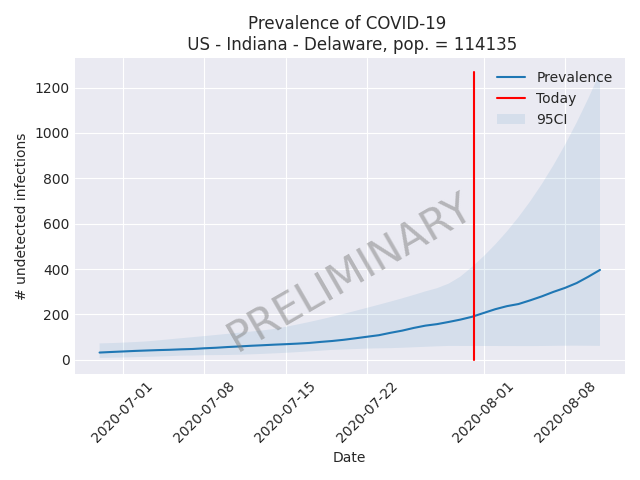 Prevalence of COVID-19
US - Indiana - Delaware, pop. = 114135
Prevalence
Today
95CI
1200
1000
800
600
400
200
0
# undetected infections
PRELIMINARY
2020-07-01
2020-07-08
2020-07-15
2020-07-22
2020-08-01
2020-08-08
Date